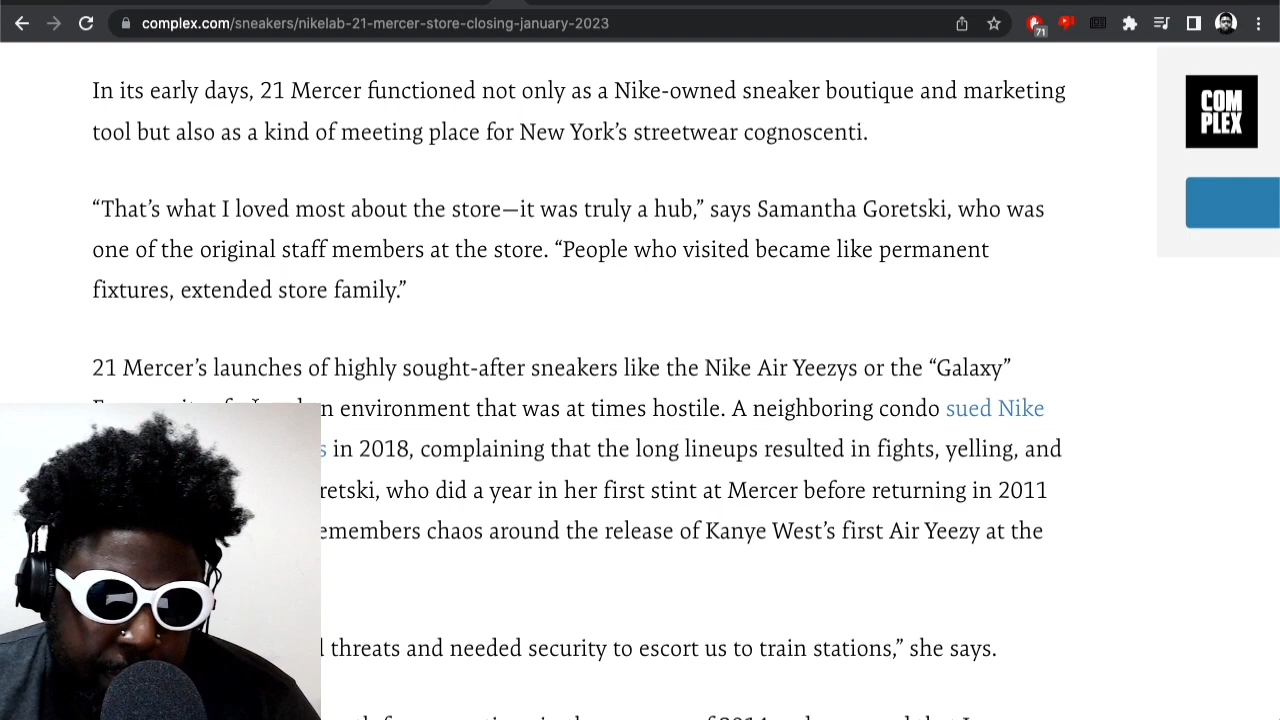 complex.com/sneakers/nikelab-21-mercer-store-closing-january-2023
71
In its early days, 21 Mercer functioned not only as a Nike-owned sneaker boutique and marketing
tool but also as a kind of meeting place for New York’s streetwear cognoscenti.
COM
PLEX
“That’s what I loved most about the store—it was truly a hub,” says Samantha Goretski, who was
one of the original staff members at the store. “People who visited became like permanent
fixtures, extended store family.”
21 Mercer’s launches of highly sought-after sneakers like the Nike Air Yeezys or the “Galaxy”
environment that was at times hostile. A neighboring condo sued Nike
in 2018, complaining that the long lineups resulted in fights, yelling, and
retski, who did a year in her first stint at Mercer before returning in 2011
emembers chaos around the release of Kanye West’s first Air Yeezy at the
threats and needed security to escort us to train stations,” she says.